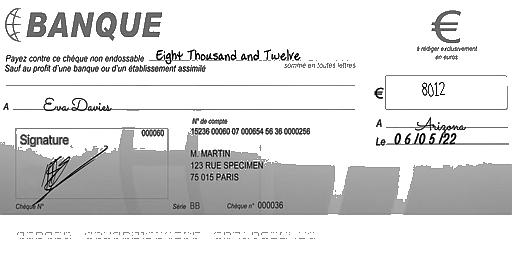 BANQUE
€
à rédiger exclusivement
en euros
Payez contre ce chèque non endossable Eight Thousand and Twelve
Sauf au profit d'une banque ou d'un établissement assimilé
somme en toutes lettres
€ 8012
A Eva Davies
A Arizona
Le 06/05/22
Signature
000060
N° de compte
15236 00060 07 000654 56 36 0000256
M. MARTIN
123 RUE SPECIMEN
75 015 PARIS
Chèque N°
Série BB
Chèque n° 000036